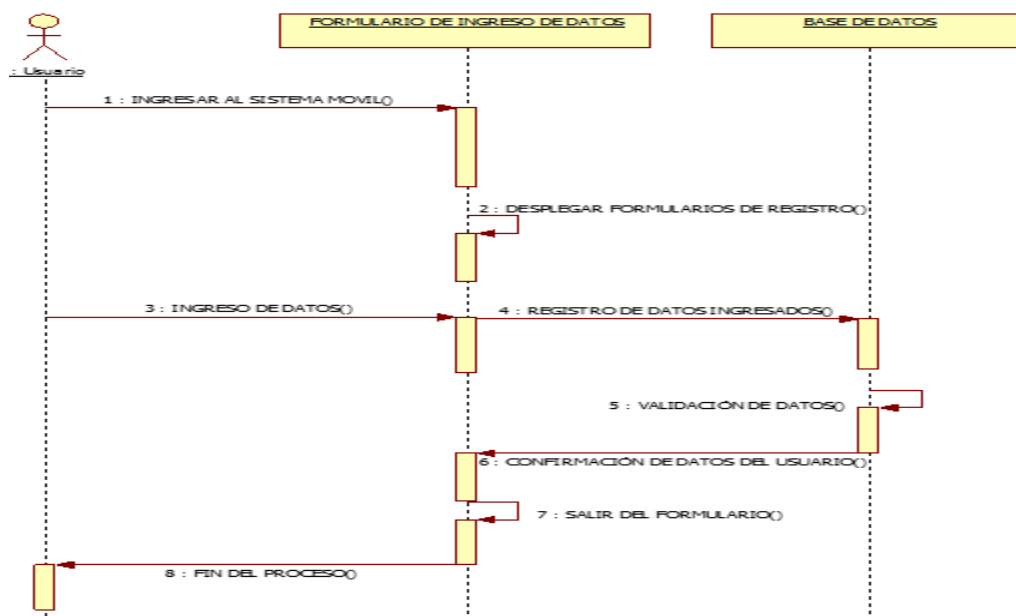 FORMULARIO DE INGRESO DE DATOS
BASE DE DATOS
: Usuario
1 : INGRESAR AL SISTEMA MOVIL()
2 : DESPLEGAR FORMULARIOS DE REGISTRO()
3 : INGRESO DE DATOS()
4 : REGISTRO DE DATOS INGRESADOS()
5 : VALIDACIÓN DE DATOS()
6 : CONFIRMACIÓN DE DATOS DEL USUARIO()
7 : SALIR DEL FORMULARIO()
8 : FIN DEL PROCESO()